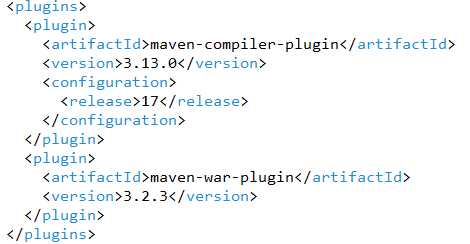 <plugins>
  <plugin>
    <artifactId>maven-compiler-plugin</artifactId>
    <version>3.13.0</version>
    <configuration>
      <release>17</release>
    </configuration>
  </plugin>
  <plugin>
    <artifactId>maven-war-plugin</artifactId>
    <version>3.2.3</version>
  </plugin>
</plugins>